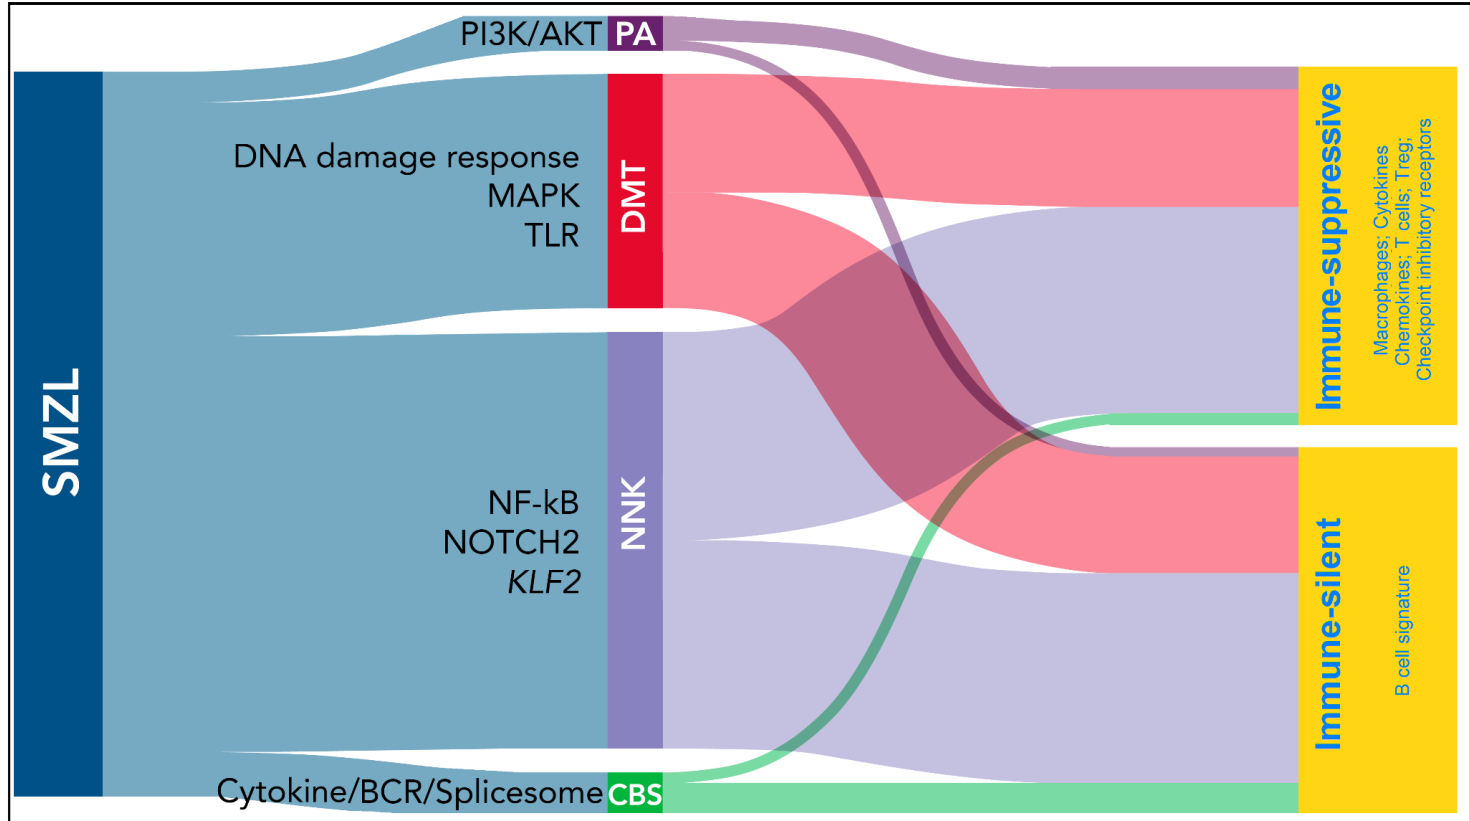 SMZL
PI3K/AKT
PA
DNA damage response
MAPK
TLR
DMT
NF-kB
NOTCH2
KLF2
NNK
Cytokine/BCR/Splicesome
CBS
Immune-suppressive
Macrophages; Cytokines
Chemokines; T cells; Treg;
Checkpoint inhibitory receptors
Immune-silent
B cell signature